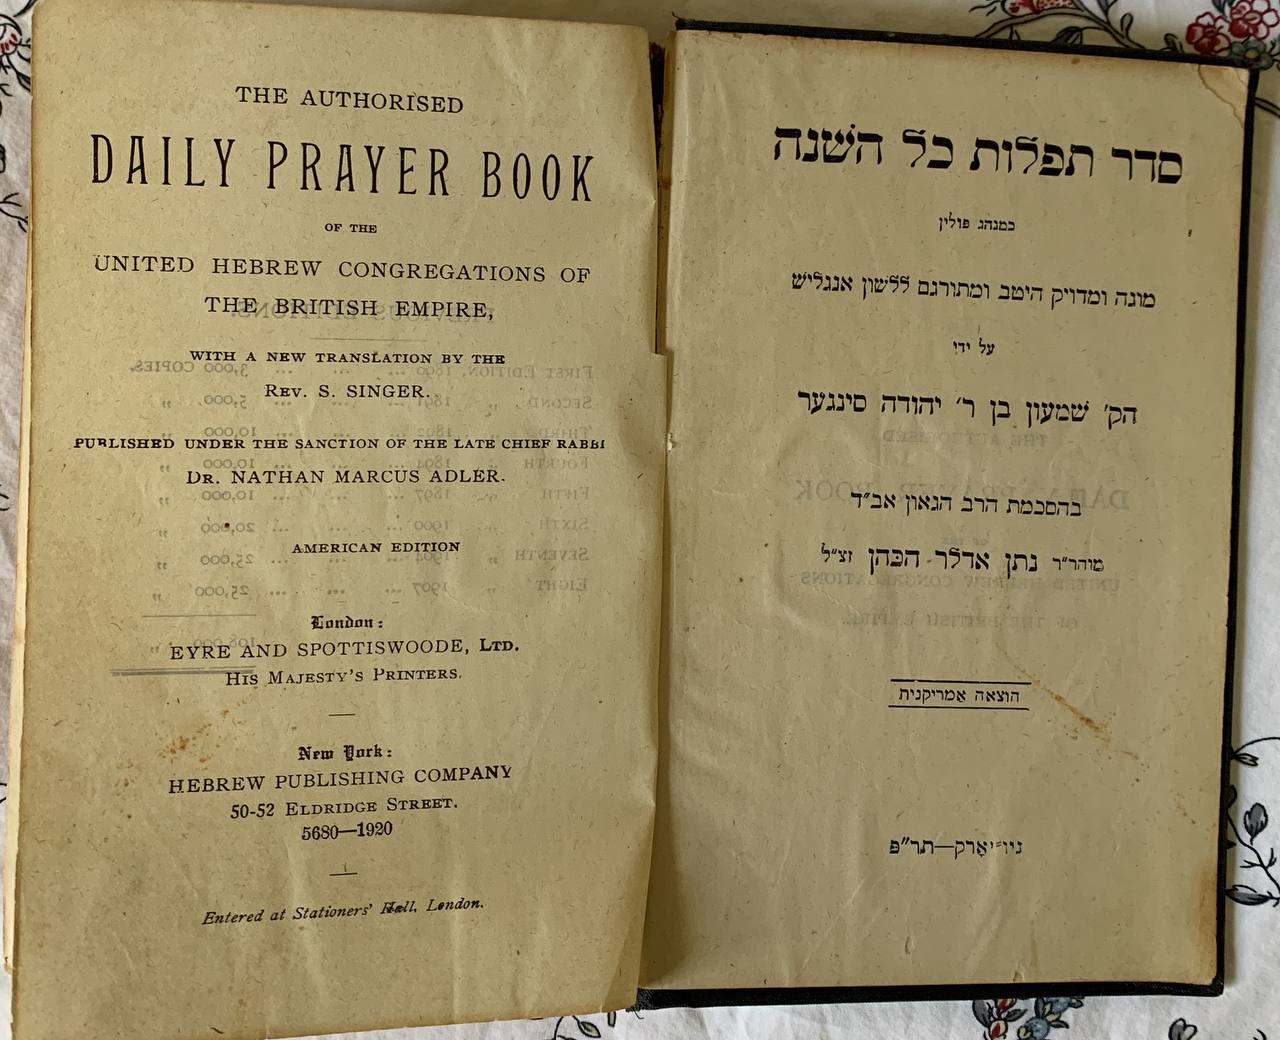 THE AUTHORISED
DAILY PRAYER BOOK
OF THE
UNITED HEBREW CONGREGATIONS OF
THE BRITISH EMPIRE,
WITH A NEW TRANSLATION BY THE
REV. S. SINGER.
PUBLISHED UNDER THE SANCTION OF THE LATE CHIEF RABBI
DR. NATHAN MARCUS ADLER.
AMERICAN EDITION
London:
EYRE AND SPOTTISWOODE, LTD.
HIS MAJESTY'S PRINTERS.
New York:
HEBREW PUBLISHING COMPANY
50-52 ELDRIDGE STREET.
5680—1920
Entered at Stationers' Hall, London.
סדר תפלות כל השנה
כמנהג פולין
מוגה ומדויק היטב ומתורגם ללשון אנגליש
על ידי
הק׳ שמעון בן ר׳ יהודה סינגער
בהסכמת הרב הגאון אב״ד
מוהר״ר נתן אדלר הכהן זצ״ל
הוצאה אמריקנית
ניו־יאָרק—תר״פ